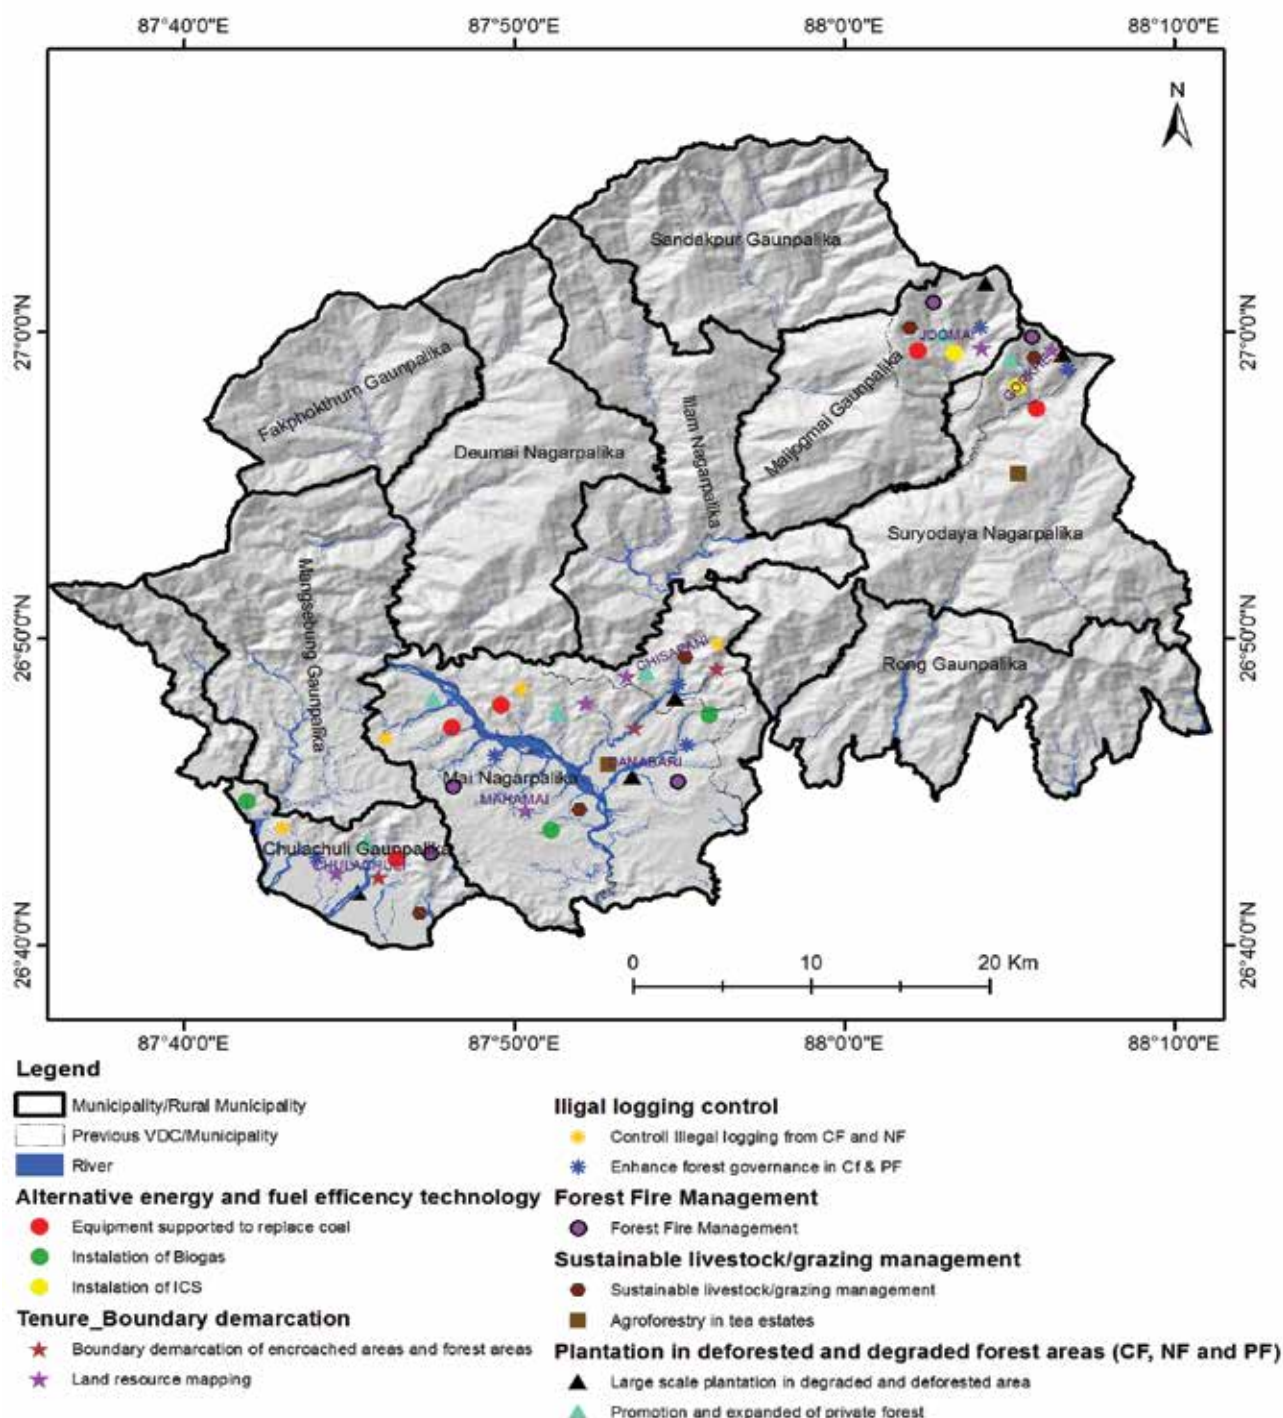 87°40'0"E 87°50'0"E 88°0'0"E 88°10'0"E
N
Sandakpur Gaunpalika
27°0'0"N
27°0'0"N
JOGMAI
Fakphokthum Gaunpalika
Maijogmai Gaunpalika
Deumai Nagarpalika
Illam Nagarpalika
Suryodaya Nagarpalika
Mangsebung Gaunpalika
26°50'0"N
26°50'0"N
CHISAPANI
Rong Gaunpalika
Mai Nagarpalika
MAHAMAI
Chulachuli Gaunpalika
CHULACHULI
26°40'0"N
26°40'0"N
0 10 20 Km
87°40'0"E 87°50'0"E 88°0'0"E 88°10'0"E
Legend
Municipality/Rural Municipality
Previous VDC/Municipality
River
Alternative energy and fuel efficency technology
Equipment supported to replace coal
Instalation of Biogas
Instalation of ICS
Tenure_Boundary demarcation
Boundary demarcation of encroached areas and forest areas
Land resource mapping
Iligal logging control
Controll Illegal logging from CF and NF
Enhance forest governance in Cf & PF
Forest Fire Management
Forest Fire Management
Sustainable livestock/grazing management
Sustainable livestock/grazing management
Agroforestry in tea estates
Plantation in deforested and degraded forest areas (CF, NF and PF)
Large scale plantation in degraded and deforested area
Promotion and expanded of private forest